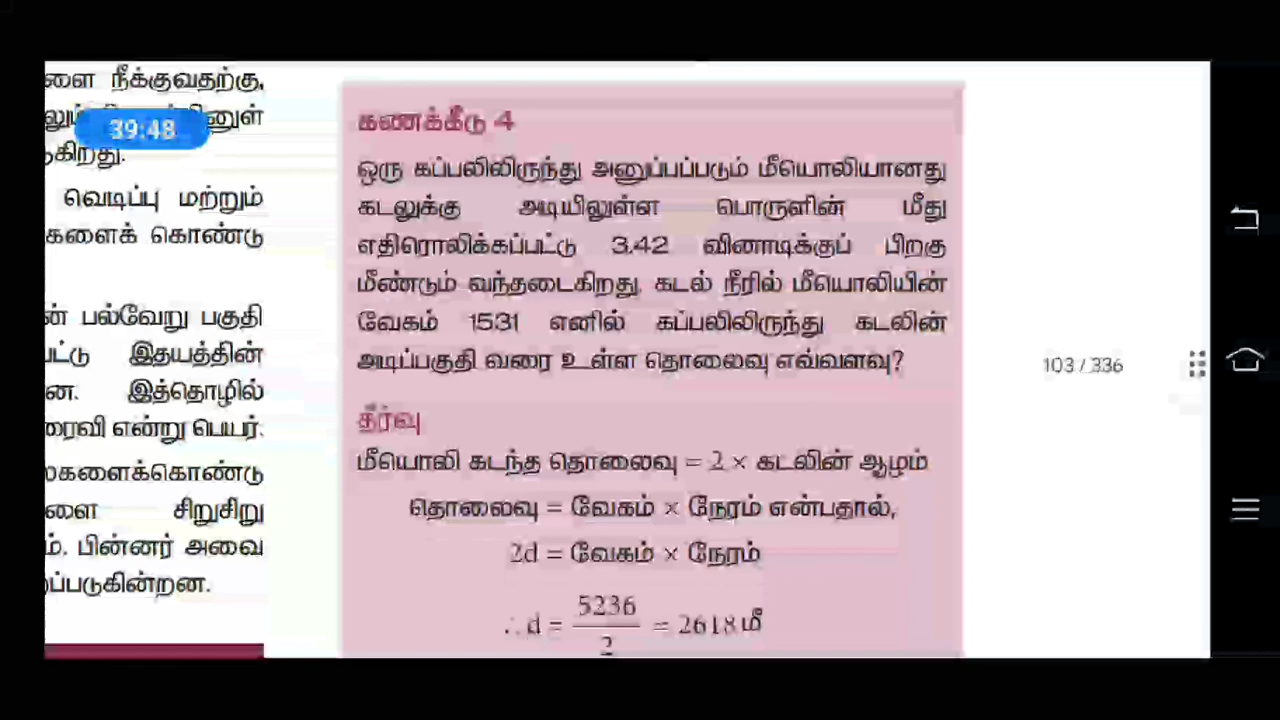 ளை நீக்குவதற்கு,
39:48
னுள்
கிறது.
வெடிப்பு மற்றும்
களைக் கொண்டு
ன் பல்வேறு பகுதி
பட்டு இதயத்தின்
ன. இத்தொழில்
ரைவி என்று பெயர்.
களைக்கொண்டு
ளை சிறுசிறு
ம். பின்னர் அவை
ப்படுகின்றன.
கணக்கீடு 4
ஒரு கப்பலிலிருந்து அனுப்பப்படும் மீயொலியானது
கடலுக்கு அடியிலுள்ள பொருளின் மீது
எதிரொலிக்கப்பட்டு 3.42 வினாடிக்குப் பிறகு
மீண்டும் வந்தடைகிறது. கடல் நீரில் மீயொலியின்
வேகம் 1531 எனில் கப்பலிலிருந்து கடலின்
அடிப்பகுதி வரை உள்ள தொலைவு எவ்வளவு?
தீர்வு
மீயொலி கடந்த தொலைவு = 2 × கடலின் ஆழம்
தொலைவு = வேகம் × நேரம் என்பதால்,
2d = வேகம் × நேரம்
∴ d = 5236 / 2 = 2618 மீ
103 / 336